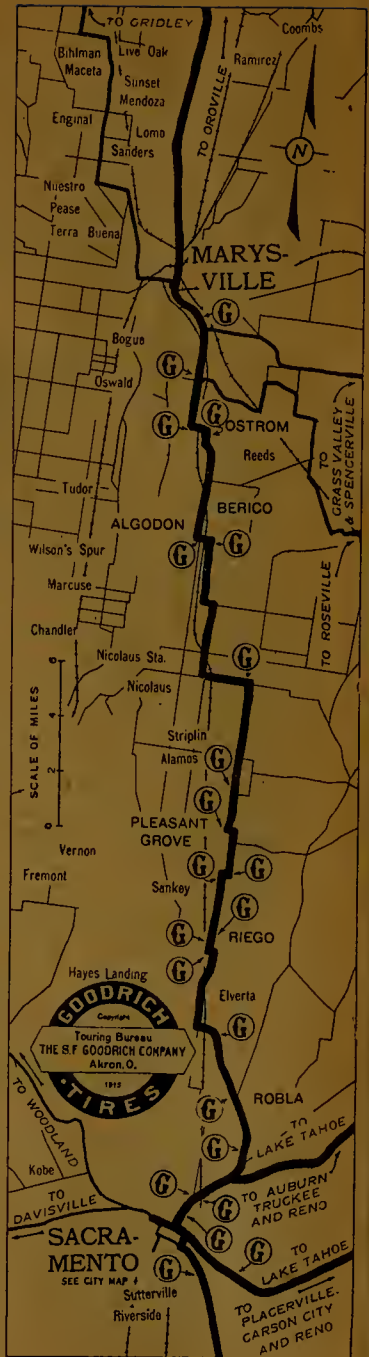 TO GRIDLEY
Coombs
Bihlman
Live Oak
Maceta
Ramirez
Sunset
Mendoza
TO OROVILLE
Enginal
Lomo
Sanders
N
Nuestro
Pease
Terra Buena
MARYS-
VILLE
G
Bogue
G
Oswald
G
G
OSTROM
Reeds
TO
GRASS VALLEY
& SPENCERVILLE
Tudor
ALGODON
BERICO
Wilson's Spur
G
G
Marcuse
TO ROSEVILLE
Chandler
Nicolaus Sta.
G
Nicolaus
SCALE OF MILES
6
4
2
0
Striplin
Alamos
G
G
PLEASANT
GROVE
Vernon
Fremont
G
G
Sankey
G
G
RIEGO
G
Hayes Landing
Elverta
GOODRICH
Copyright
Touring Bureau
THE B.F GOODRICH COMPANY
Akron, O.
1915
TIRES
G
G
ROBLA
TO WOODLAND
G
TO
LAKE TAHOE
Kobe
TO
DAVISVILLE
G
G
TO AUBURN
TRUCKEE
AND RENO
G
SACRA-
MENTO
SEE CITY MAP
G
TO
LAKE TAHOE
G
Sutterville
Riverside
TO
PLACERVILLE.
CARSON CITY
AND RENO